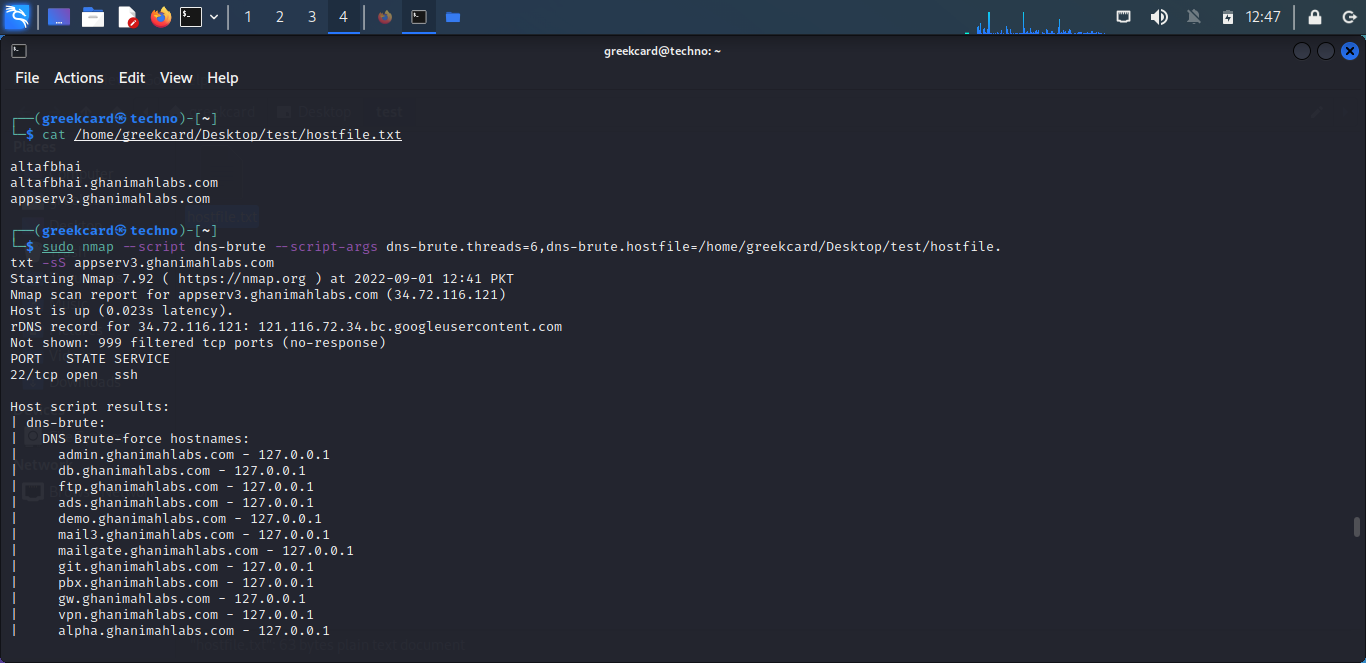 1 2 3 4 12:47
greekcard@techno: ~
File Actions Edit View Help
┌──(greekcard㉿techno)-[~]
└─$ cat /home/greekcard/Desktop/test/hostfile.txt
altafbhai
altafbhai.ghanimahlabs.com
appserv3.ghanimahlabs.com
┌──(greekcard㉿techno)-[~]
└─$ sudo nmap --script dns-brute --script-args dns-brute.threads=6,dns-brute.hostfile=/home/greekcard/Desktop/test/hostfile.
txt -sS appserv3.ghanimahlabs.com
Starting Nmap 7.92 ( https://nmap.org ) at 2022-09-01 12:41 PKT
Nmap scan report for appserv3.ghanimahlabs.com (34.72.116.121)
Host is up (0.023s latency).
rDNS record for 34.72.116.121: 121.116.72.34.bc.googleusercontent.com
Not shown: 999 filtered tcp ports (no-response)
PORT   STATE SERVICE
22/tcp open  ssh
Host script results:
| dns-brute:
|   DNS Brute-force hostnames:
|     admin.ghanimahlabs.com - 127.0.0.1
|     db.ghanimahlabs.com - 127.0.0.1
|     ftp.ghanimahlabs.com - 127.0.0.1
|     ads.ghanimahlabs.com - 127.0.0.1
|     demo.ghanimahlabs.com - 127.0.0.1
|     mail3.ghanimahlabs.com - 127.0.0.1
|     mailgate.ghanimahlabs.com - 127.0.0.1
|     git.ghanimahlabs.com - 127.0.0.1
|     pbx.ghanimahlabs.com - 127.0.0.1
|     gw.ghanimahlabs.com - 127.0.0.1
|     vpn.ghanimahlabs.com - 127.0.0.1
|     alpha.ghanimahlabs.com - 127.0.0.1